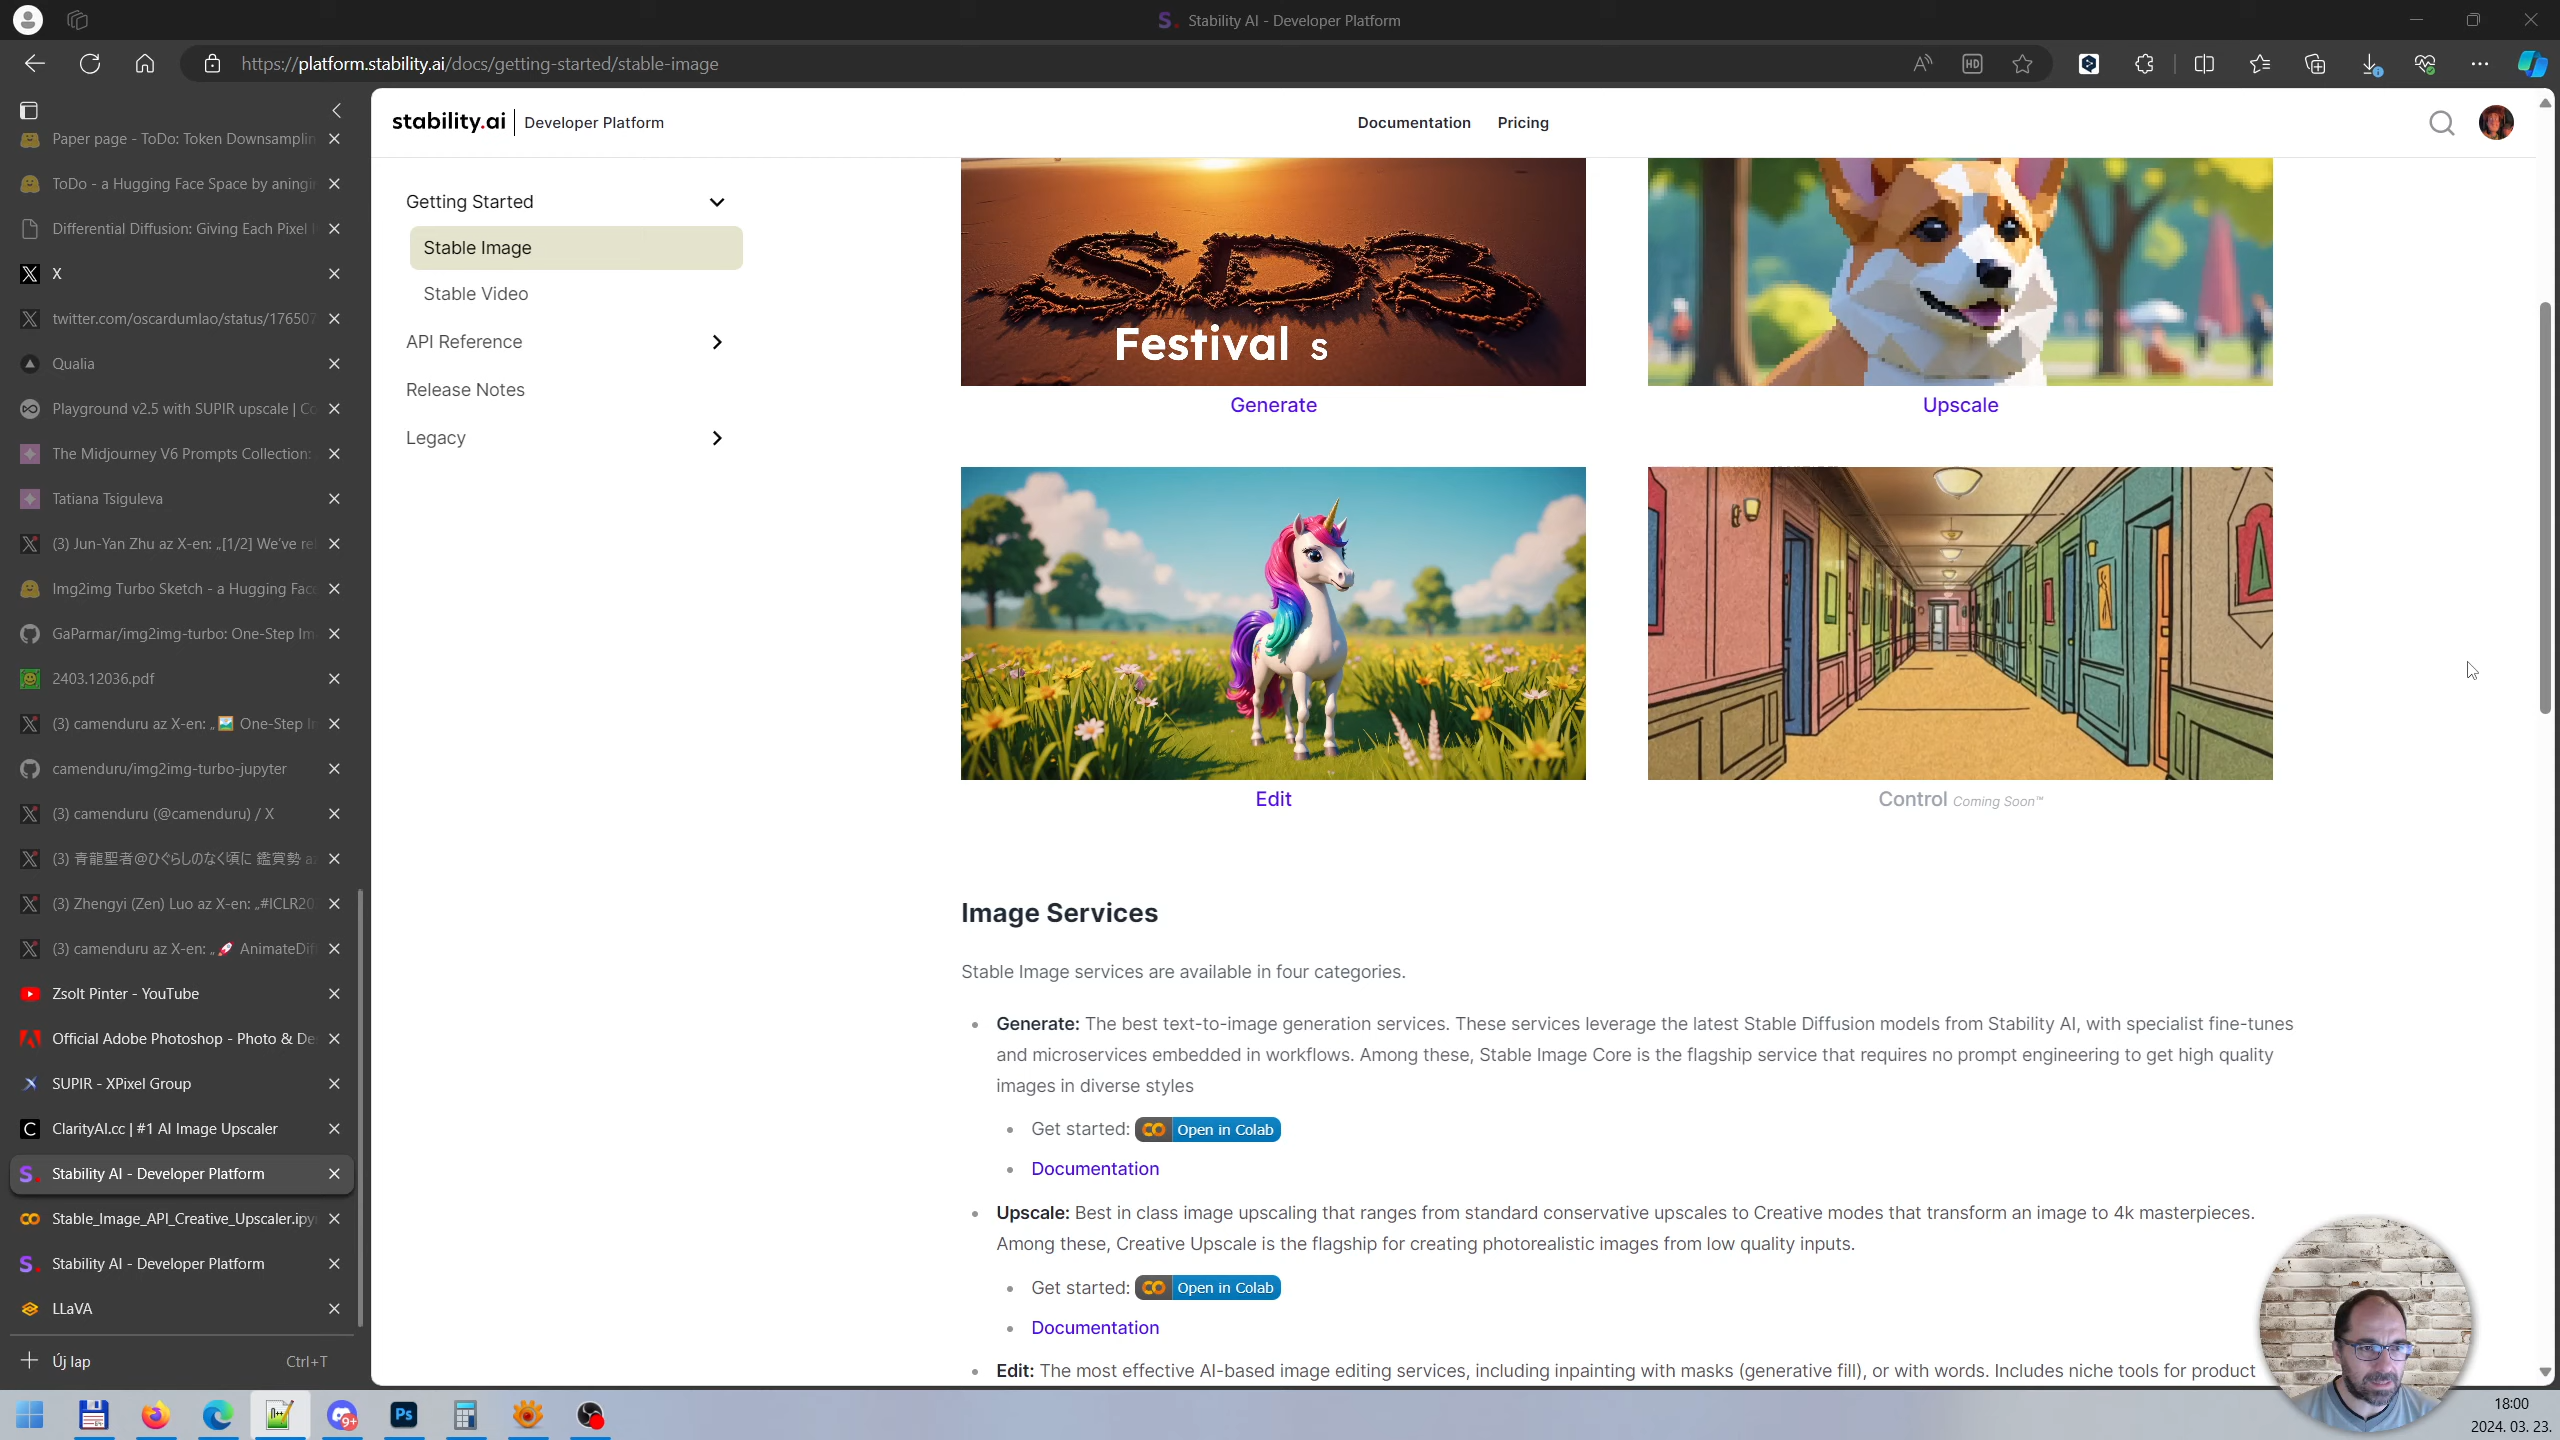 Stability AI - Developer Platform
https://platform.stability.ai/docs/getting-started/stable-image
Paper page - ToDo: Token Downsamplin
ToDo - a Hugging Face Space by aningi
Differential Diffusion: Giving Each Pixel
X
twitter.com/oscardumlao/status/176507
Qualia
Playground v2.5 with SUPIR upscale | Co
The Midjourney V6 Prompts Collection:
Tatiana Tsiguleva
(3) Jun-Yan Zhu az X-en: „[1/2] We've re
Img2img Turbo Sketch - a Hugging Fac
GaParmar/img2img-turbo: One-Step Im
2403.12036.pdf
(3) camenduru az X-en: „🖼 One-Step I
camenduru/img2img-turbo-jupyter
(3) camenduru (@camenduru) / X
(3) 青龍聖者@ひぐらしのなく頃に 鑑賞勢 a
(3) Zhengyi (Zen) Luo az X-en: „#ICLR20
(3) camenduru az X-en: „🚀 AnimateDif
Zsolt Pinter - YouTube
Official Adobe Photoshop - Photo & De
SUPIR - XPixel Group
ClarityAI.cc | #1 AI Image Upscaler
Stability AI - Developer Platform
Stable_Image_API_Creative_Upscaler.ipy
Stability AI - Developer Platform
LLaVA
Új lap Ctrl+T
stability.ai Developer Platform
Documentation Pricing
Getting Started
Stable Image
Stable Video
API Reference
Release Notes
Legacy
SD3
Festival s
Generate
Upscale
Edit
Control Coming Soon™
Image Services
Stable Image services are available in four categories.
Generate: The best text-to-image generation services. These services leverage the latest Stable Diffusion models from Stability AI, with specialist fine-tunes
and microservices embedded in workflows. Among these, Stable Image Core is the flagship service that requires no prompt engineering to get high quality
images in diverse styles
Get started: Open in Colab
Documentation
Upscale: Best in class image upscaling that ranges from standard conservative upscales to Creative modes that transform an image to 4k masterpieces.
Among these, Creative Upscale is the flagship for creating photorealistic images from low quality inputs.
Get started: Open in Colab
Documentation
Edit: The most effective AI-based image editing services, including inpainting with masks (generative fill), or with words. Includes niche tools for product
Ps
9+
18:00
2024. 03. 23.